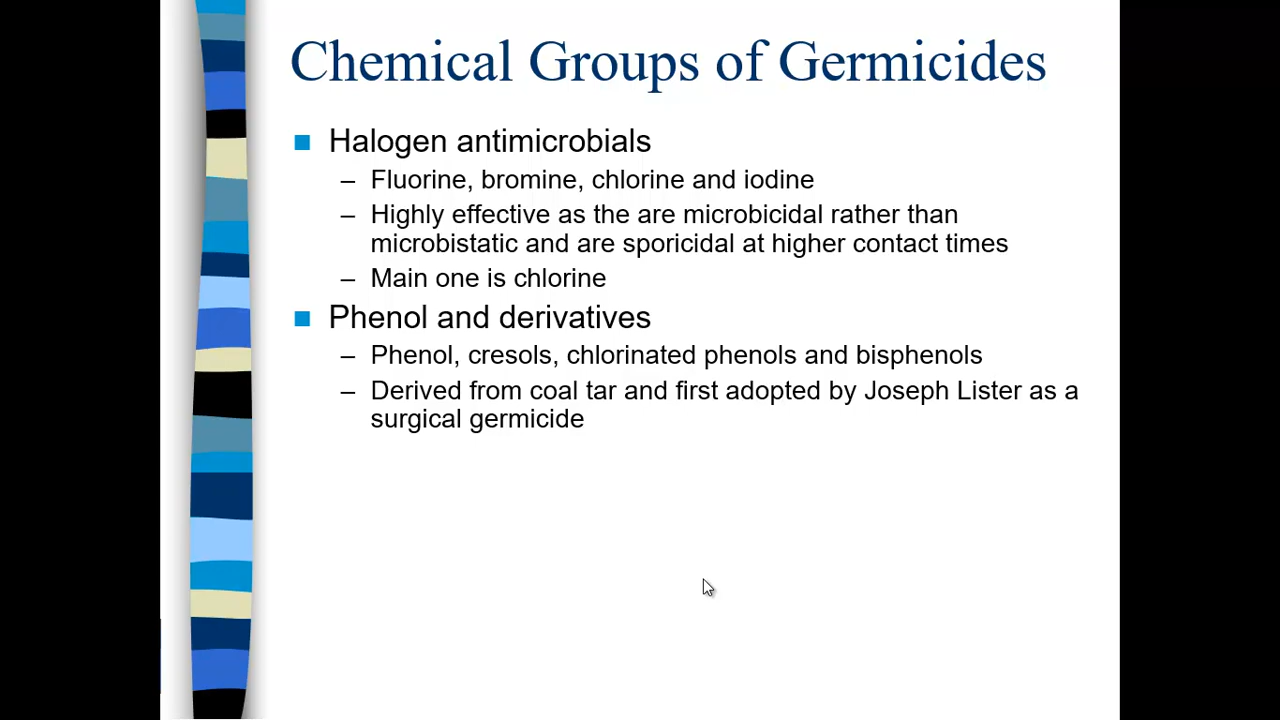 Chemical Groups of Germicides
Halogen antimicrobials
– Fluorine, bromine, chlorine and iodine
– Highly effective as the are microbicidal rather than
microbistatic and are sporicidal at higher contact times
– Main one is chlorine
Phenol and derivatives
– Phenol, cresols, chlorinated phenols and bisphenols
– Derived from coal tar and first adopted by Joseph Lister as a
surgical germicide